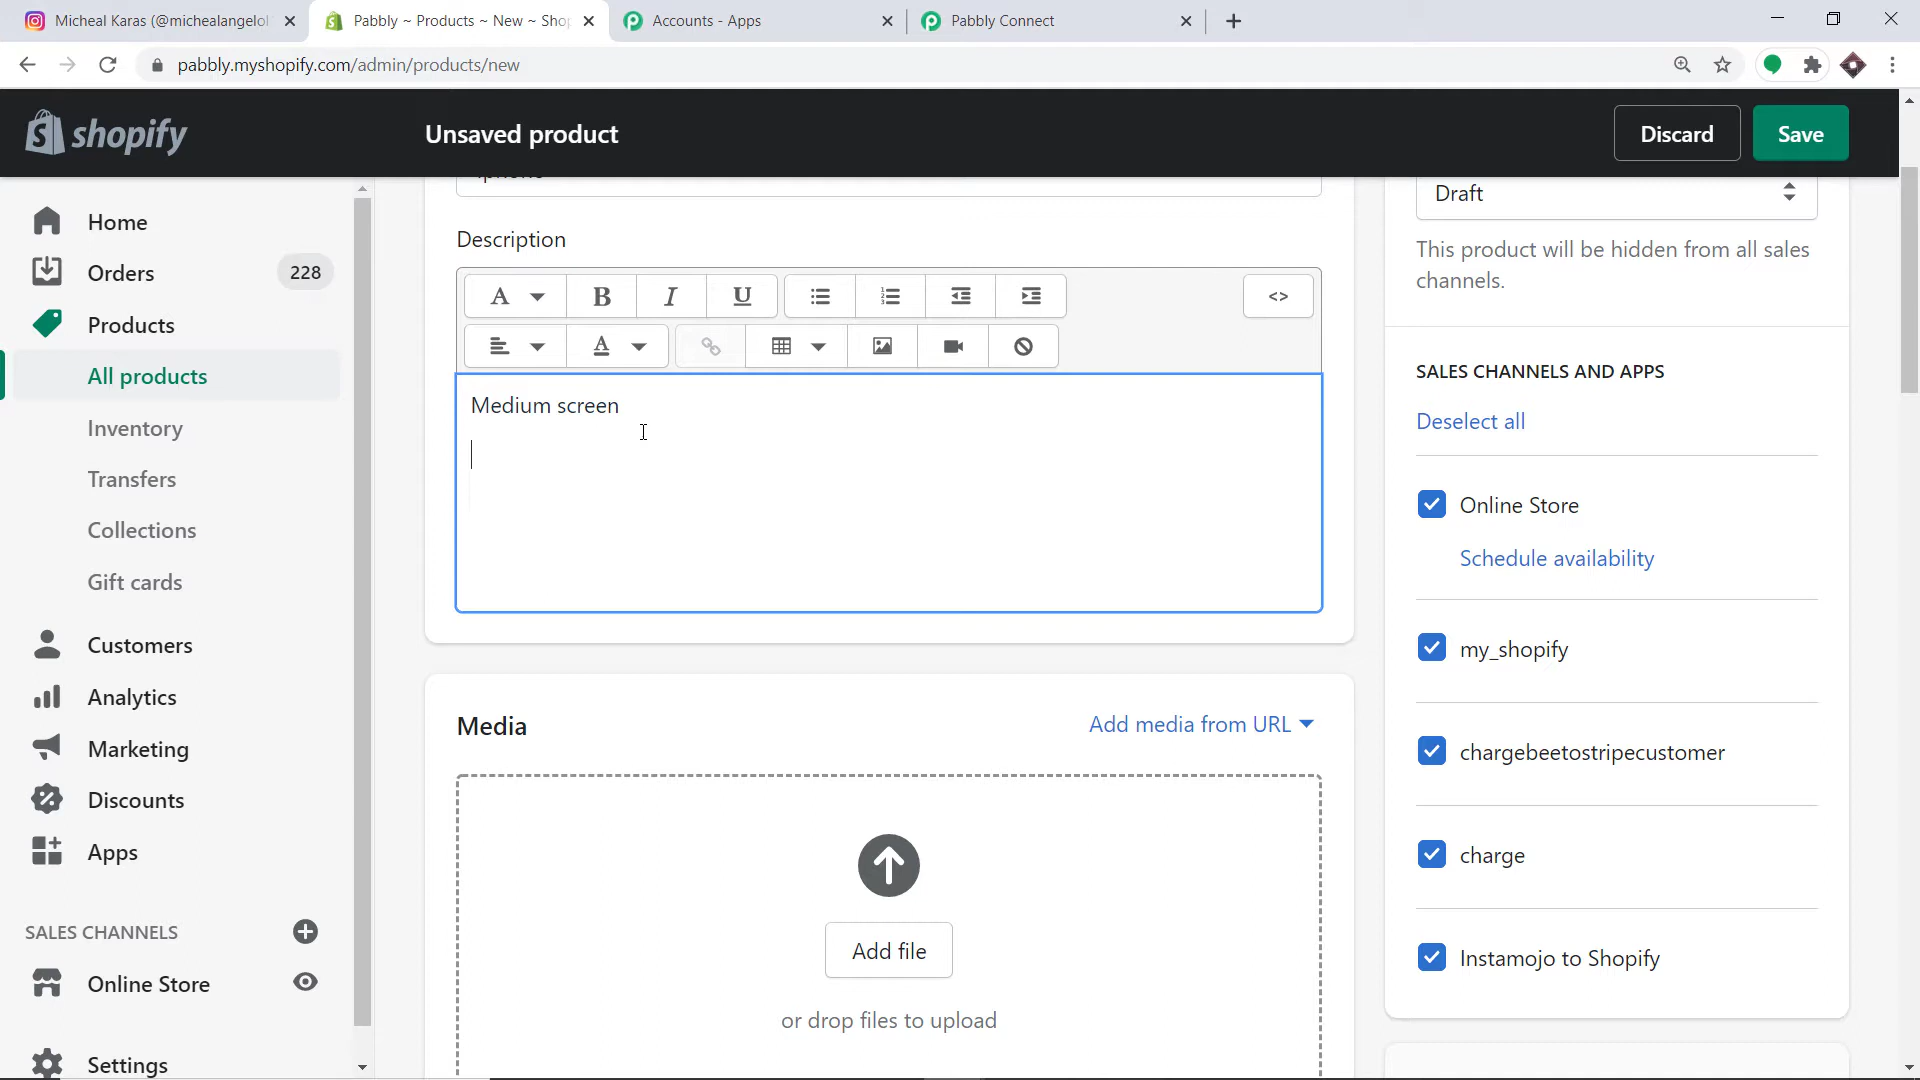 Micheal Karas (@michealangelol
Pabbly ~ Products ~ New ~ Sho
Accounts - Apps
Pabbly Connect
pabbly.myshopify.com/admin/products/new
shopify
Unsaved product
Discard
Save
Home
Orders
228
Products
All products
Inventory
Transfers
Collections
Gift cards
Customers
Analytics
Marketing
Discounts
Apps
SALES CHANNELS
Online Store
Settings
Description
A
B
I
U
<>
A
Medium screen
Media
Add media from URL
Add file
or drop files to upload
Draft
This product will be hidden from all sales
channels.
SALES CHANNELS AND APPS
Deselect all
Online Store
Schedule availability
my_shopify
chargebeetostripecustomer
charge
Instamojo to Shopify